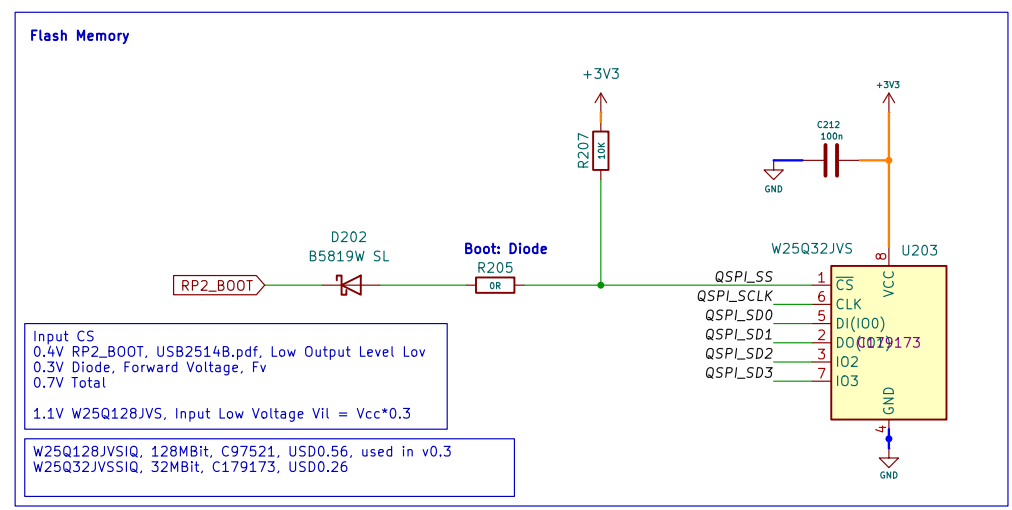 Flash Memory
+3V3
+3V3
C212
100n
R207
10K
GND
D202
B5819W SL
Boot: Diode
R205
0R
RP2_BOOT
W25Q32JVS
U203
8
VCC
QSPI_SS
1
CS
QSPI_SCLK
6
CLK
QSPI_SD0
5
DI(IO0)
QSPI_SD1
2
DO(IO1)
C179173
QSPI_SD2
3
IO2
QSPI_SD3
7
IO3
GND
4
GND
Input CS
0.4V RP2_BOOT, USB2514B.pdf, Low Output Level Lov
0.3V Diode, Forward Voltage, Fv
0.7V Total
1.1V W25Q128JVS, Input Low Voltage Vil = Vcc*0.3
W25Q128JVSIQ, 128MBit, C97521, USD0.56, used in v0.3
W25Q32JVSSIQ, 32MBit, C179173, USD0.26